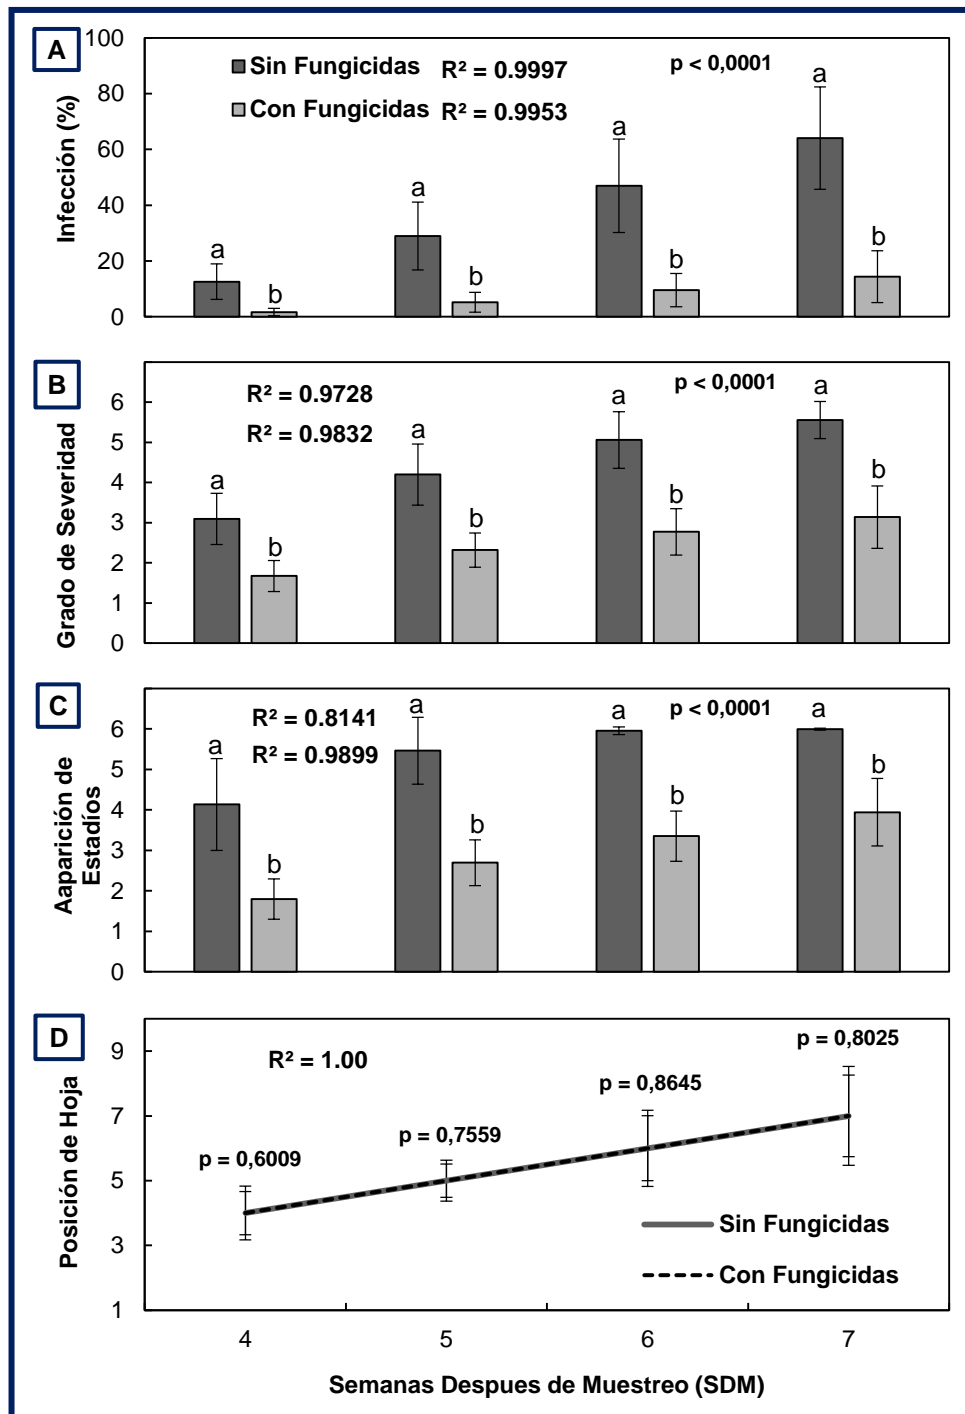 A
Infección (%)
100
80
60
40
20
0
Sin Fungicidas
R² = 0.9997
p < 0,0001
Con Fungicidas
R² = 0.9953
a
b
a
b
a
b
a
b
B
Grado de Severidad
6
5
4
3
2
1
0
R² = 0.9728
p < 0,0001
R² = 0.9832
a
b
a
b
a
b
a
b
C
Aaparición de
Estadíos
6
5
4
3
2
1
0
R² = 0.8141
p < 0,0001
R² = 0.9899
a
b
a
b
a
b
a
b
D
Posición de Hoja
9
7
5
3
1
R² = 1.00
p = 0,6009
p = 0,7559
p = 0,8645
p = 0,8025
Sin Fungicidas
Con Fungicidas
4
5
6
7
Semanas Despues de Muestreo (SDM)